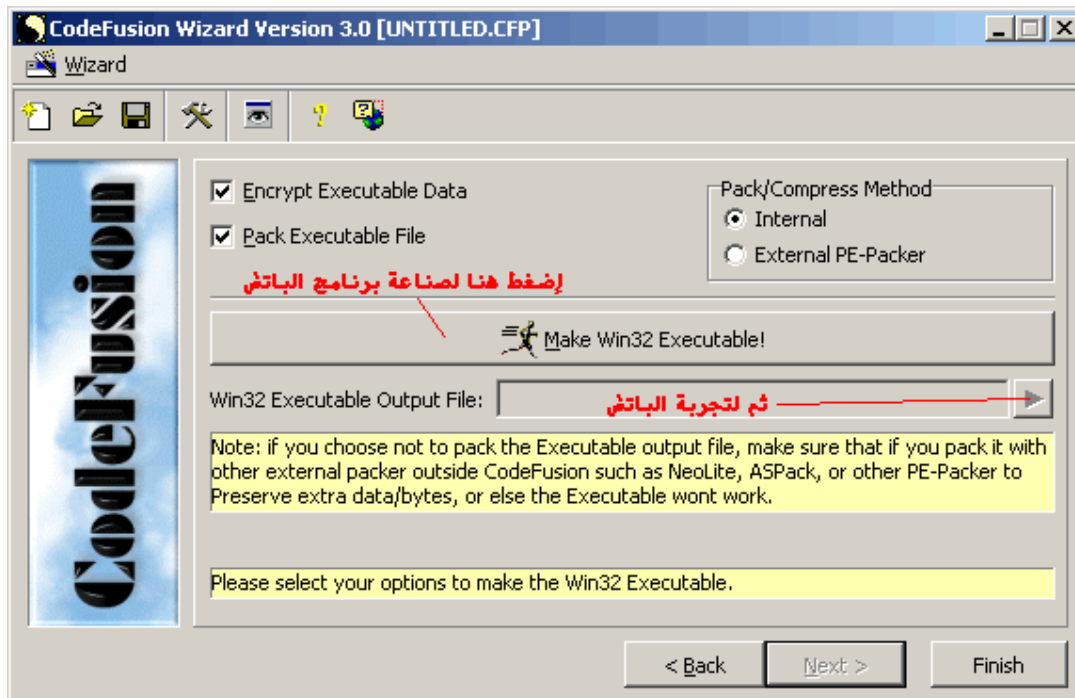 CodeFusion Wizard Version 3.0 [UNTITLED.CFP]
Wizard
CodeFusion
Encrypt Executable Data
Pack Executable File
Pack/Compress Method
Internal
External PE-Packer
إضغط هنا لصناعة برنامج الباتش
Make Win32 Executable!
Win32 Executable Output File:
ثم لتجربة الباتش
Note: if you choose not to pack the Executable output file, make sure that if you pack it with
other external packer outside CodeFusion such as NeoLite, ASPack, or other PE-Packer to
Preserve extra data/bytes, or else the Executable wont work.
Please select your options to make the Win32 Executable.
< Back
Next >
Finish